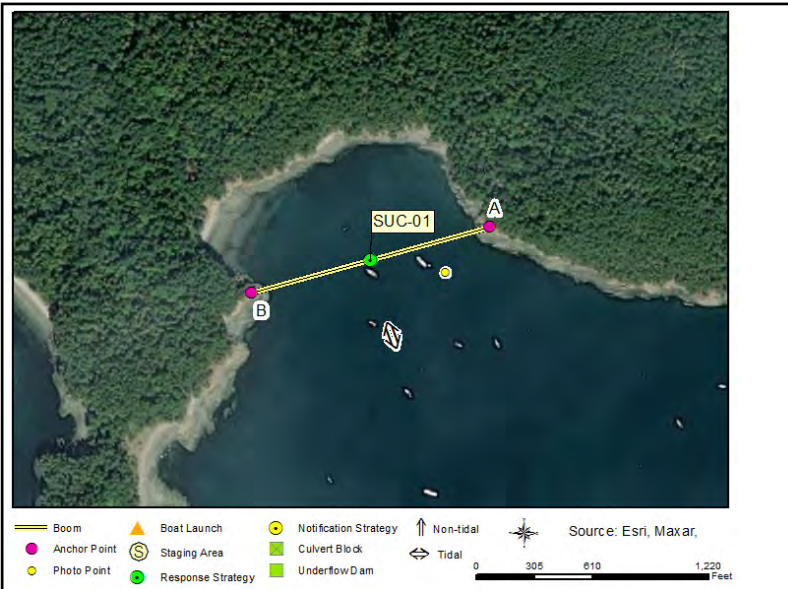 SUC-01
A
B
Boom
Anchor Point
Photo Point
Boat Launch
S Staging Area
Response Strategy
Notification Strategy
Culvert Block
Underflow Dam
Non-tidal
Tidal
Source: Esri, Maxar,
0 305 610 1,220
Feet